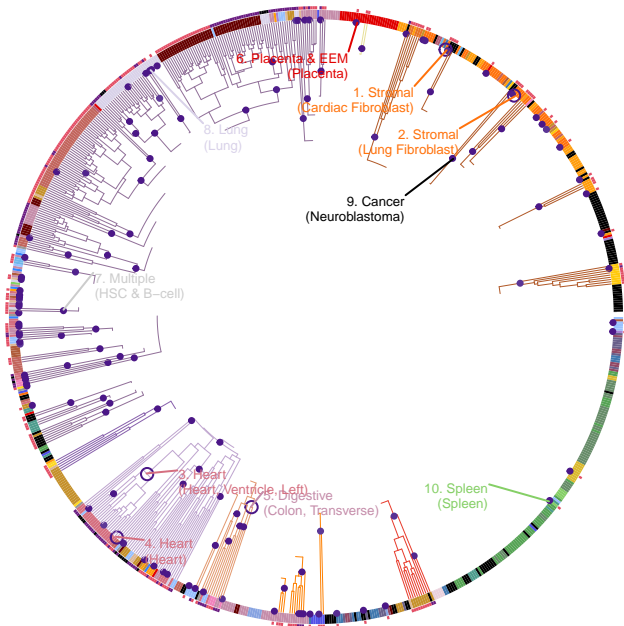 6. Placenta & EEM
(Placenta)
1. Stromal
(Cardiac Fibroblast)
8. Lung
(Lung)
2. Stromal
(Lung Fibroblast)
9. Cancer
(Neuroblastoma)
7. Multiple
(HSC & B−cell)
3. Heart
(Heart, Ventricle, Left)
5. Digestive
(Colon, Transverse)
10. Spleen
(Spleen)
4. Heart
(Heart)